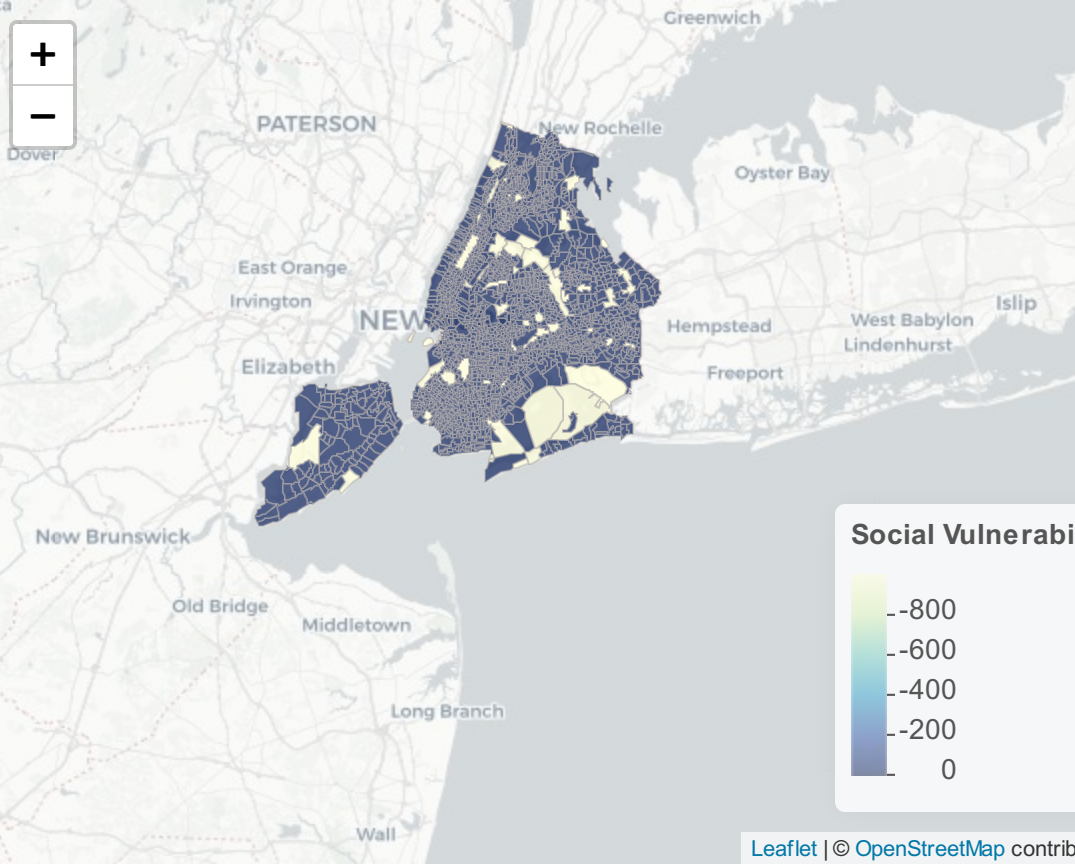 Greenwich
+
−
PATERSON
New Rochelle
Dover
Oyster Bay
East Orange
Irvington
Islip
NEW
West Babylon
Hempstead
Lindenhurst
Elizabeth
Freeport
Social Vulnerabi
New Brunswick
-800
Old Bridge
Middletown
-600
-400
Long Branch
-200
0
Wall
Leaflet | © OpenStreetMap contrib